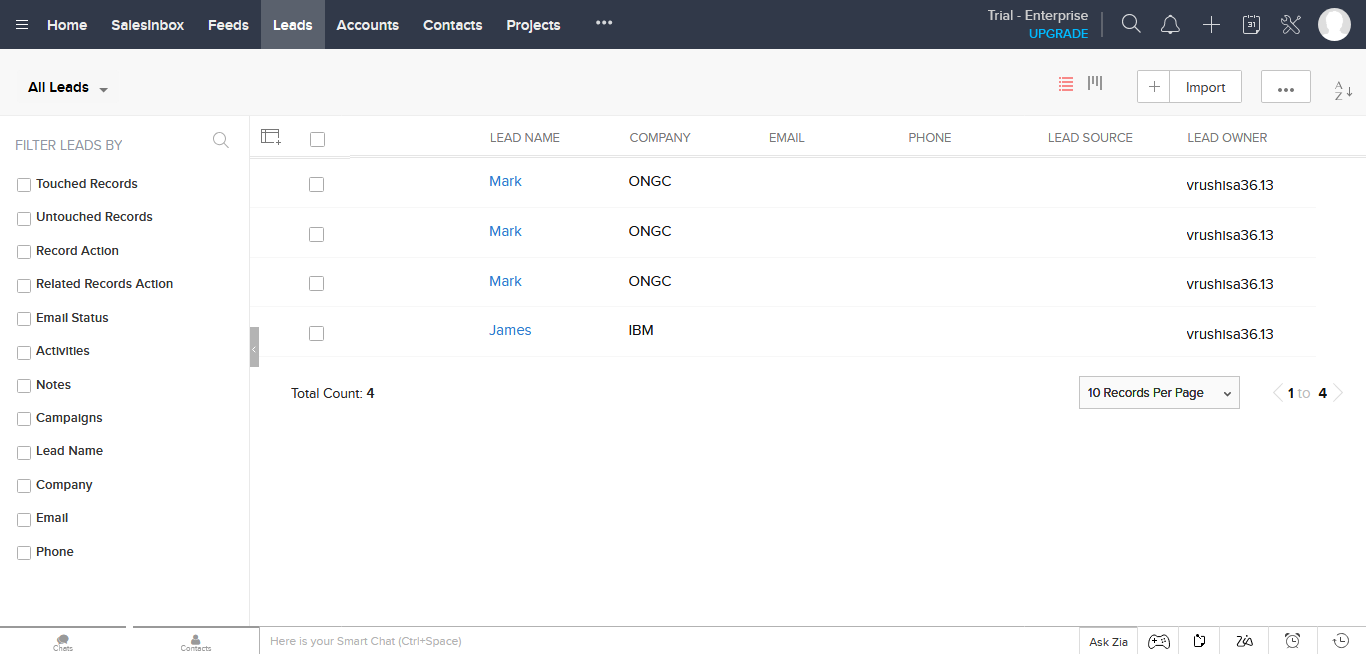 Home SalesInbox Feeds Leads Accounts Contacts Projects ••• Trial - Enterprise
UPGRADE
31
All Leads
Import
•••
A
Z
FILTER LEADS BY
LEAD NAME COMPANY EMAIL PHONE LEAD SOURCE LEAD OWNER
Touched Records
Untouched Records
Record Action
Related Records Action
Email Status
Activities
Notes
Campaigns
Lead Name
Company
Email
Phone
Mark ONGC vrushisa36.13
Mark ONGC vrushisa36.13
Mark ONGC vrushisa36.13
James IBM vrushisa36.13
Total Count: 4 10 Records Per Page 1 to 4
Chats Contacts Here is your Smart Chat (Ctrl+Space) Ask Zia